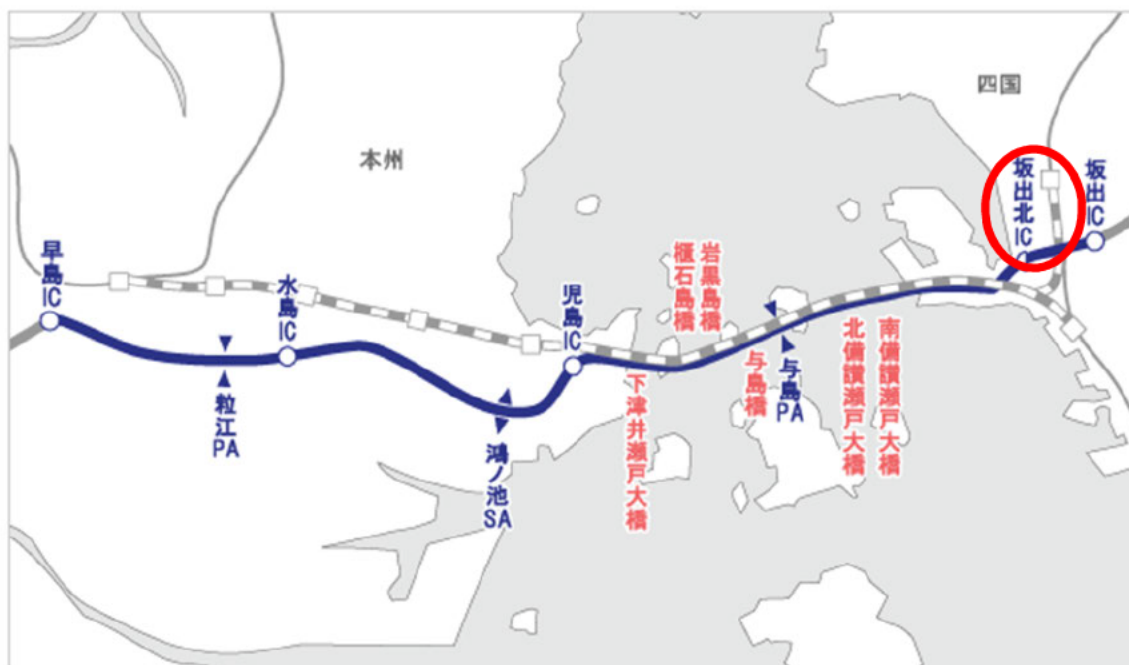 本州
四国
早島IC
粒江PA
水島IC
鴻ノ池SA
児島IC
下津井瀬戸大橋
櫃石島橋
岩黒島橋
与島橋
与島PA
北備讃瀬戸大橋
南備讃瀬戸大橋
坂出北IC
坂出IC